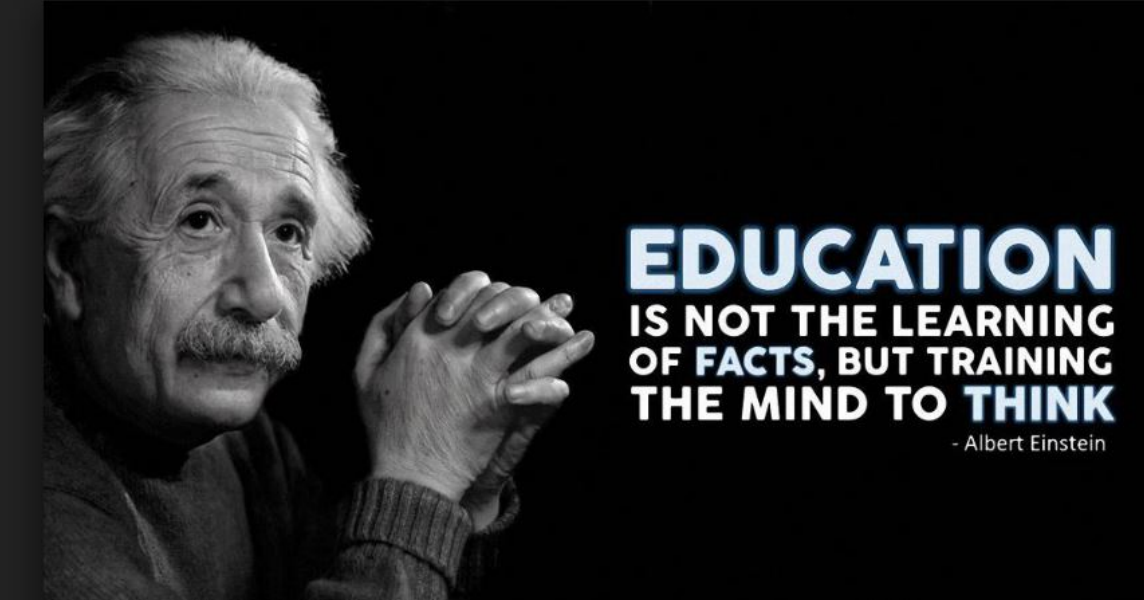 EDUCATION
IS NOT THE LEARNING
OF FACTS, BUT TRAINING
THE MIND TO THINK
- Albert Einstein